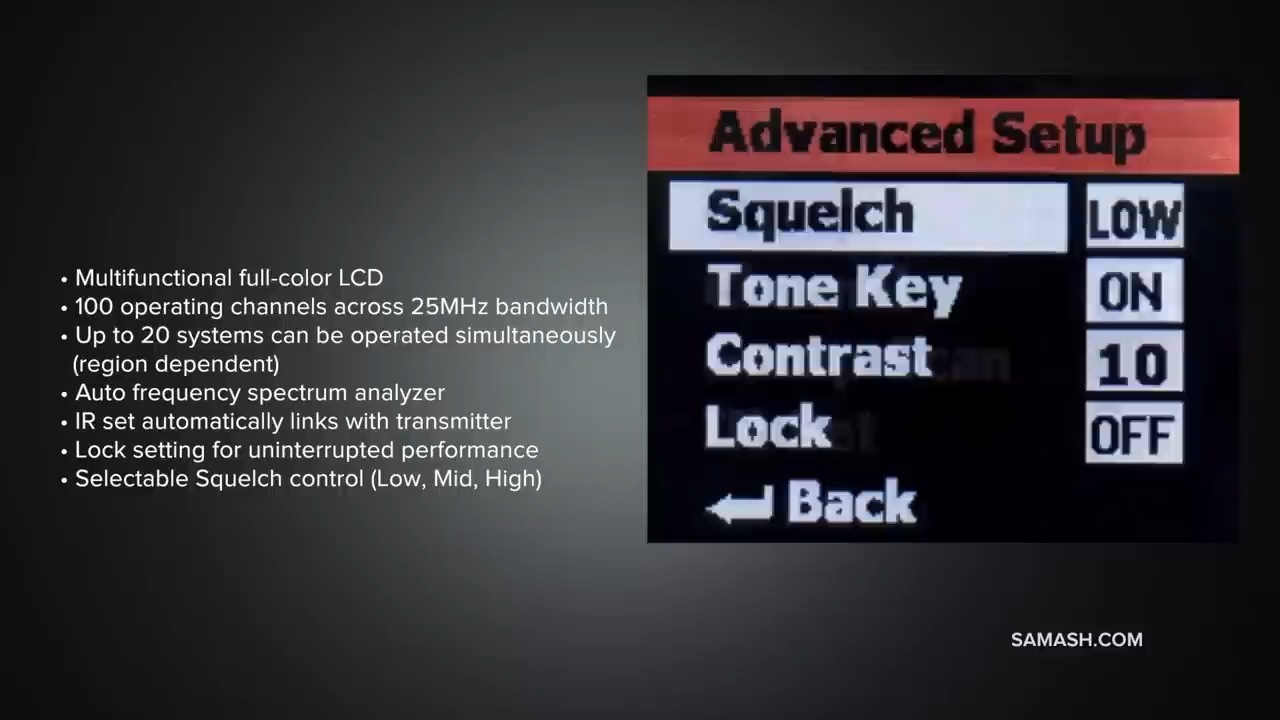 • Multifunctional full-color LCD
• 100 operating channels across 25MHz bandwidth
• Up to 20 systems can be operated simultaneously
(region dependent)
• Auto frequency spectrum analyzer
• IR set automatically links with transmitter
• Lock setting for uninterrupted performance
• Selectable Squelch control (Low, Mid, High)
Advanced Setup
Squelch LOW
Tone Key ON
Contrast 10
Lock OFF
Back
SAMASH.COM